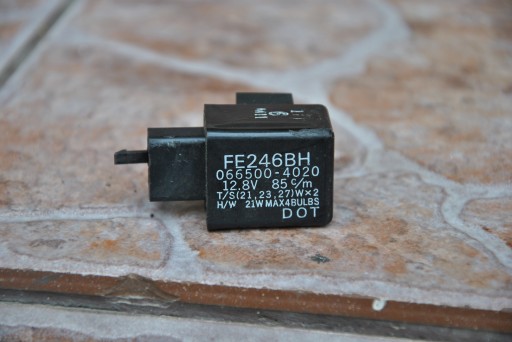 FE246BH
066500-4020
12.8V 85c/m
T/S(21,23,27)W×2
H/W 21W MAX4BULBS
DOT